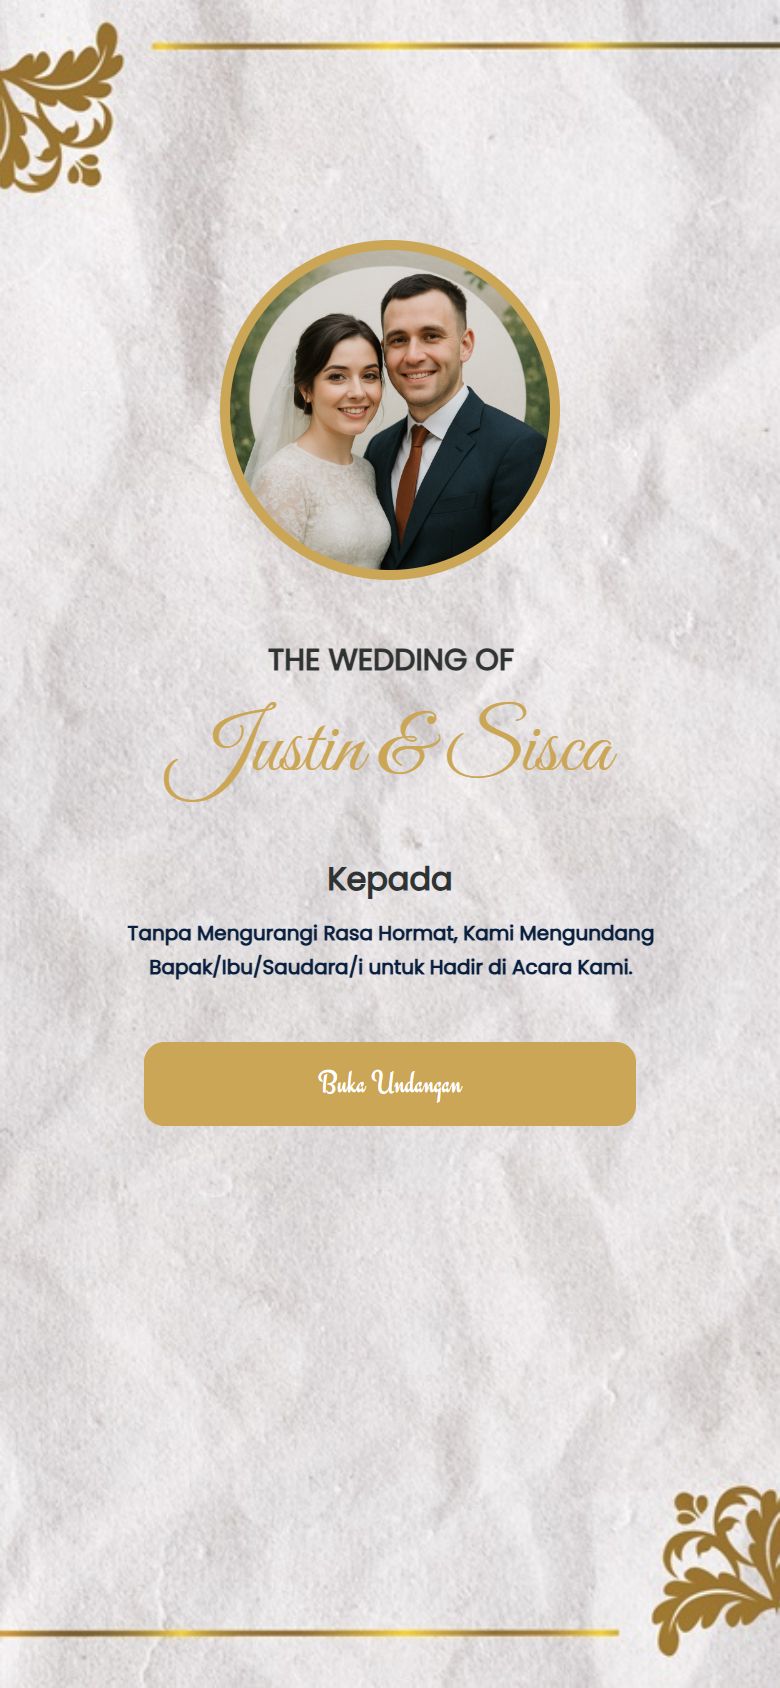 THE WEDDING OF
Justin & Sisca
Kepada
Tanpa Mengurangi Rasa Hormat, Kami Mengundang
Bapak/Ibu/Saudara/i untuk Hadir di Acara Kami.
Buka Undangan